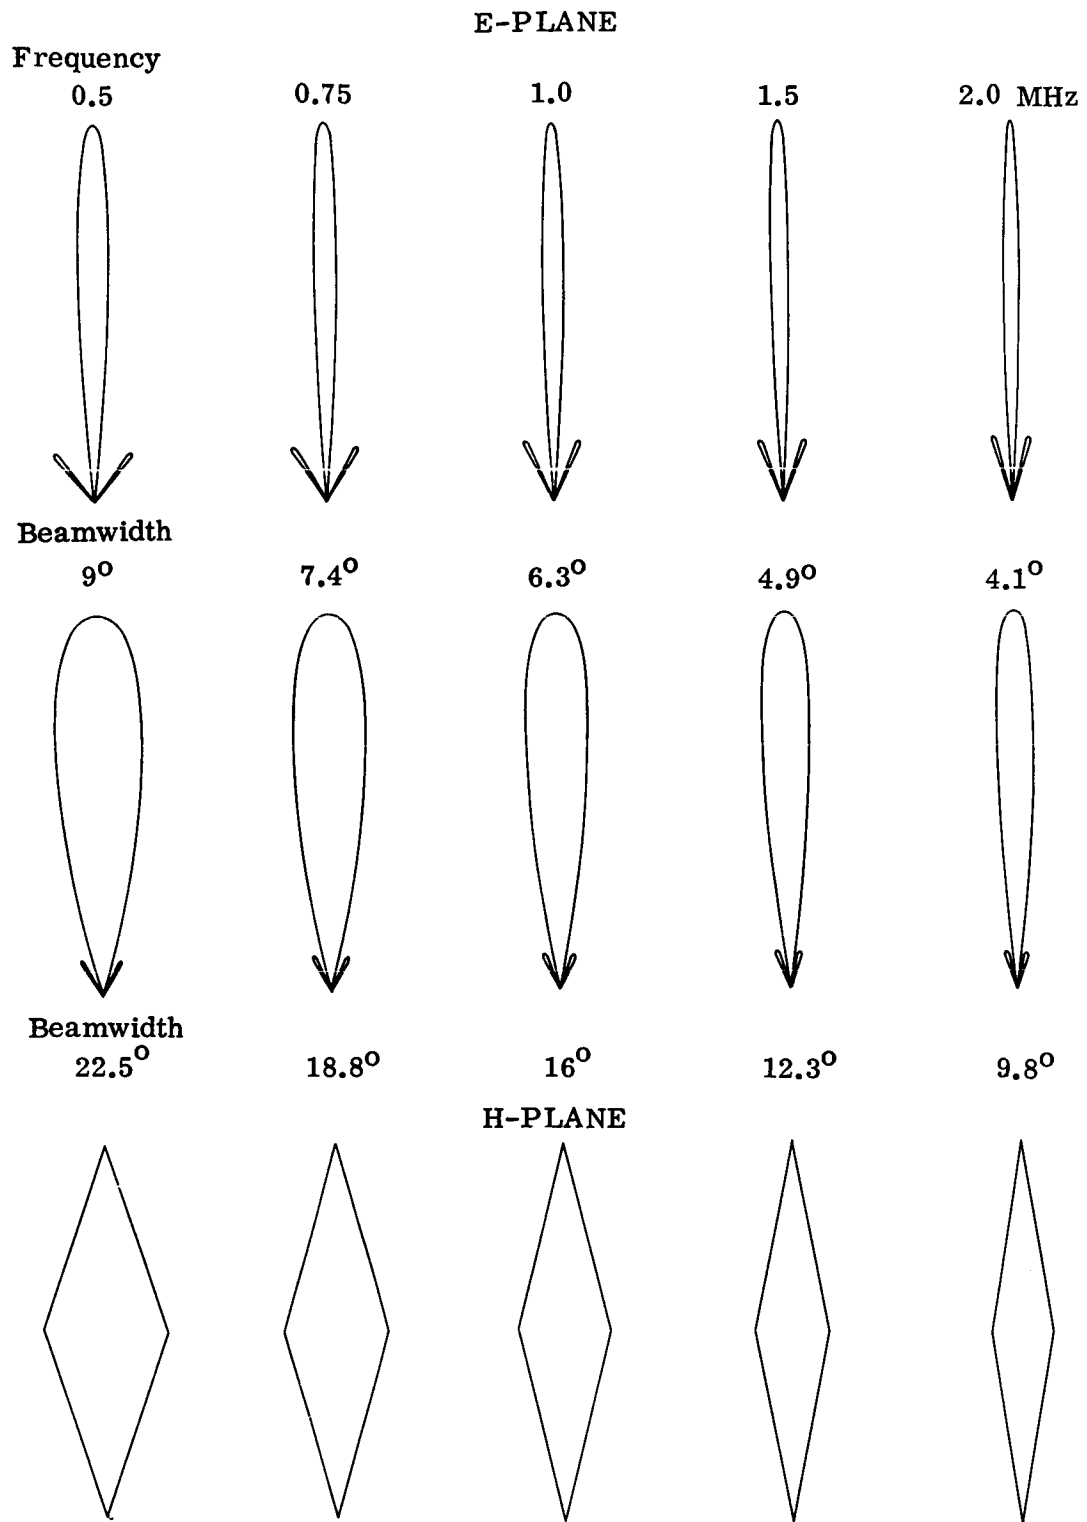 E-PLANE
Frequency
0.5 0.75 1.0 1.5 2.0 MHz
Beamwidth
9° 7.4° 6.3° 4.9° 4.1°
Beamwidth
22.5° 18.8° 16° 12.3° 9.8°
H-PLANE